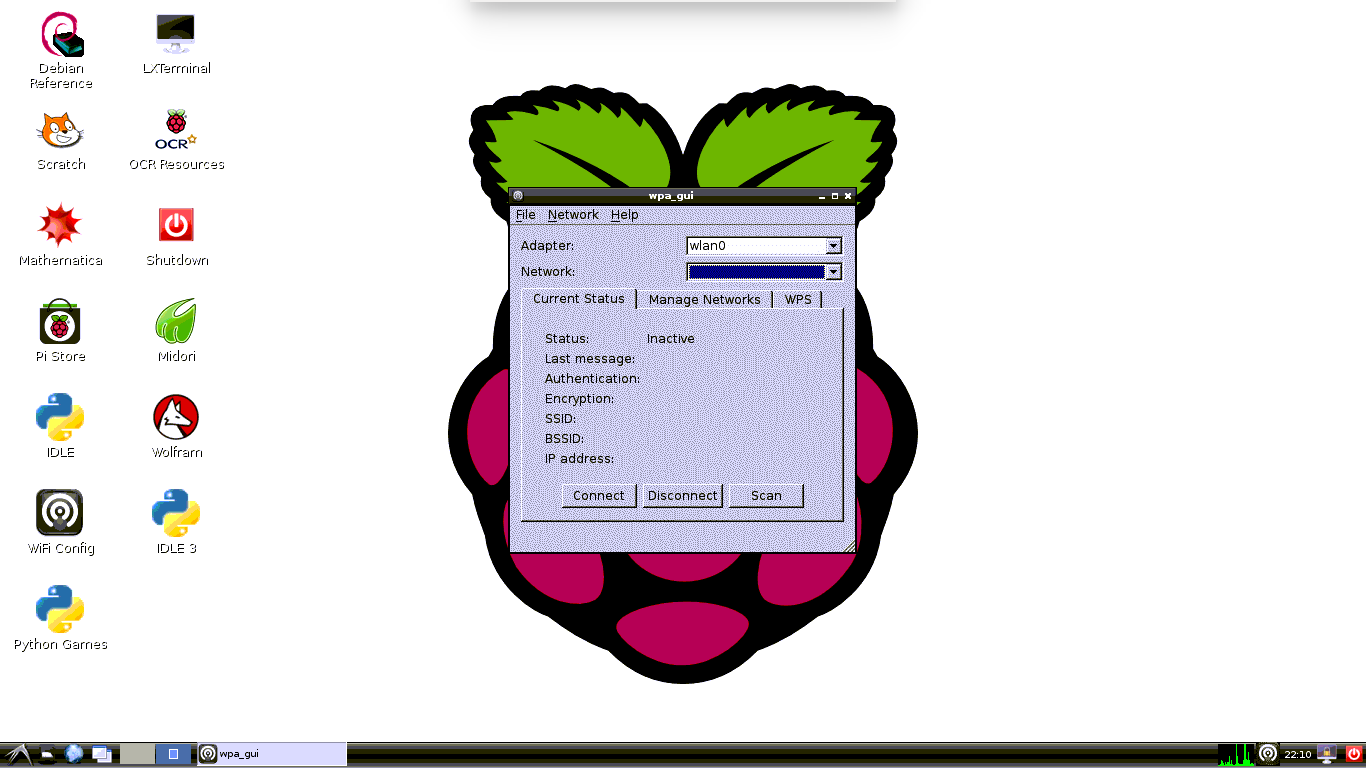 Debian
Reference
LXTerminal
Scratch
OCR
OCR Resources
Mathematica
Shutdown
Pi Store
Midori
IDLE
Wolfram
WiFi Config
IDLE 3
Python Games
wpa_gui
File Network Help
Adapter: wlan0
Network:
Current Status Manage Networks WPS
Status: Inactive
Last message:
Authentication:
Encryption:
SSID:
BSSID:
IP address:
Connect Disconnect Scan
wpa_gui 22:10